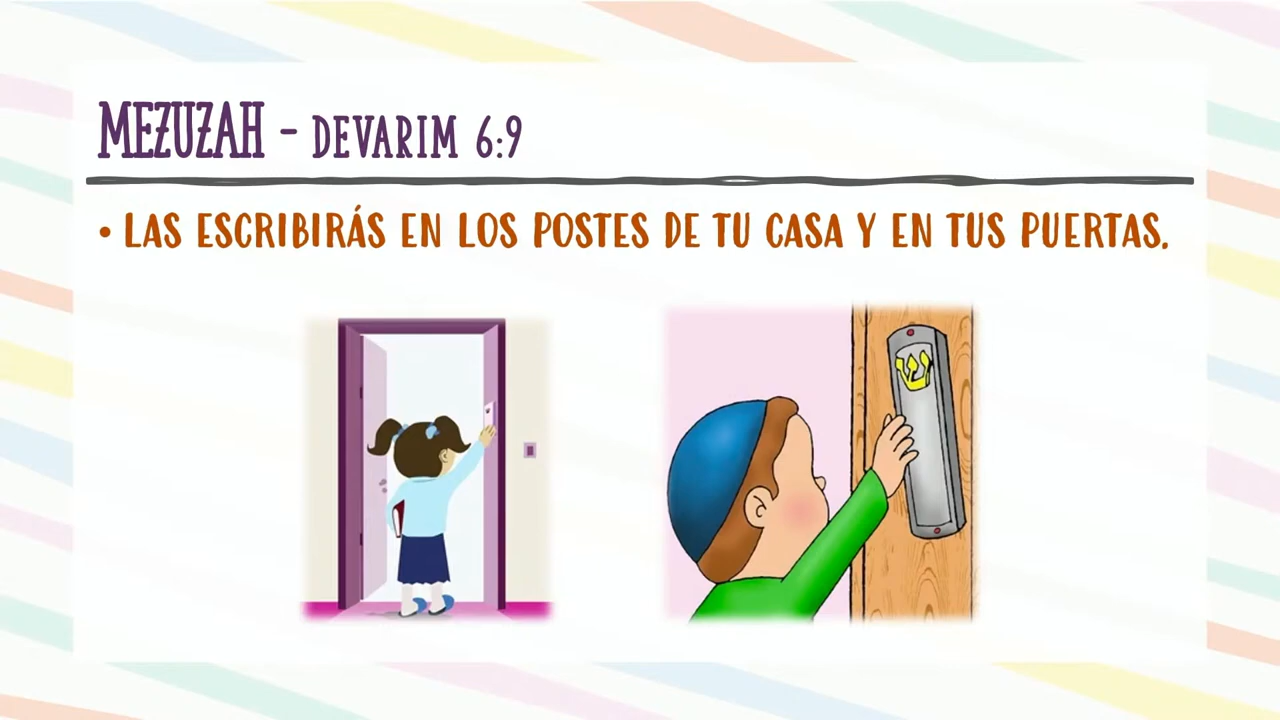 MEZUZAH - DEVARIM 6:9
• LAS ESCRIBIRÁS EN LOS POSTES DE TU CASA Y EN TUS PUERTAS.
ש